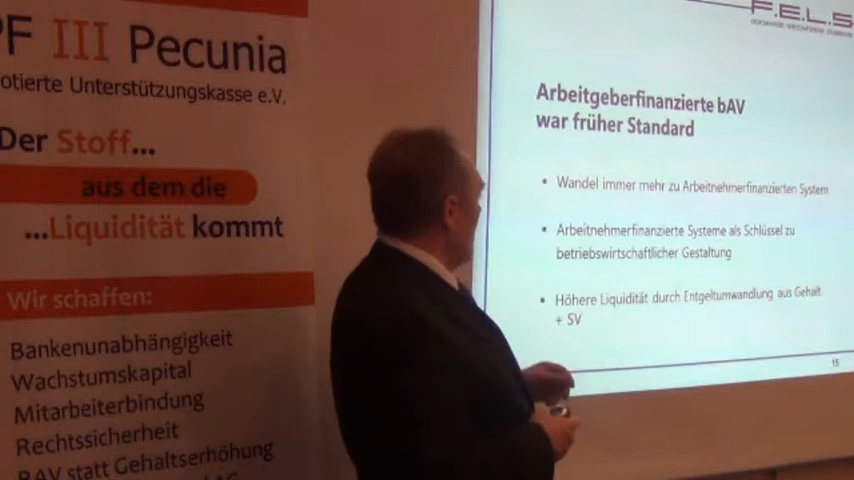 F III Pecunia
otierte Unterstützungskasse e.V.
Der Stoff...
aus dem die
...Liquidität kommt
Wir schaffen:
Bankenunabhängigkeit
Wachstumskapital
Mitarbeiterbindung
Rechtssicherheit
BAV statt Gehaltserhöhung
F.E.L.S
Arbeitgeberfinanzierte bAV
war früher Standard
• Wandel immer mehr zu Arbeitnehmerfinanzierten System
• Arbeitnehmerfinanzierte Systeme als Schlüssel zu
betriebswirtschaftlicher Gestaltung
• Höhere Liquidität durch Entgeltumwandlung aus Gehalt
+ SV
15